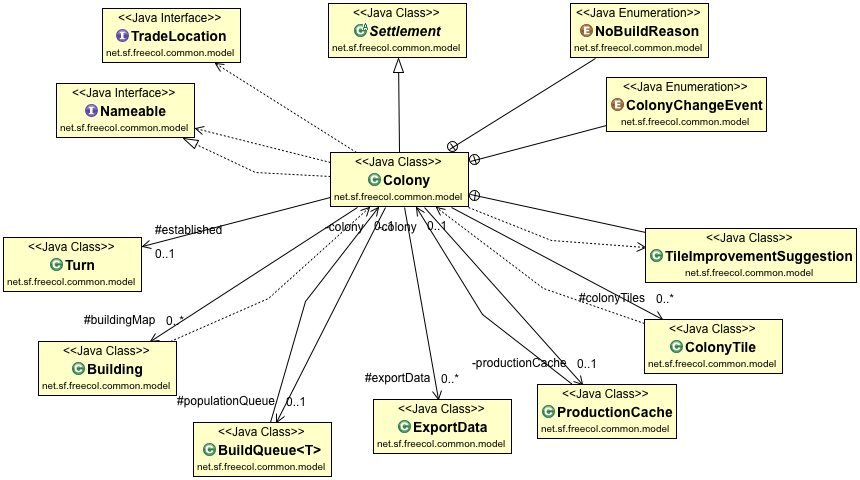 <<Java Interface>>
TradeLocation
net.sf.freecol.common.model
<<Java Class>>
Settlement
net.sf.freecol.common.model
<<Java Enumeration>>
NoBuildReason
net.sf.freecol.common.model
<<Java Interface>>
Nameable
net.sf.freecol.common.model
<<Java Enumeration>>
ColonyChangeEvent
net.sf.freecol.common.model
<<Java Class>>
Colony
net.sf.freecol.common.model
#established
0..1
-colony
0..1
-colony
0..1
<<Java Class>>
Turn
net.sf.freecol.common.model
<<Java Class>>
TileImprovementSuggestion
net.sf.freecol.common.model
#colonyTiles
0..*
#buildingMap
0..*
<<Java Class>>
ColonyTile
net.sf.freecol.common.model
<<Java Class>>
Building
net.sf.freecol.common.model
-productionCache
0..1
#exportData
0..*
#populationQueue
0..1
<<Java Class>>
ProductionCache
net.sf.freecol.common.model
<<Java Class>>
ExportData
net.sf.freecol.common.model
<<Java Class>>
BuildQueue<T>
net.sf.freecol.common.model